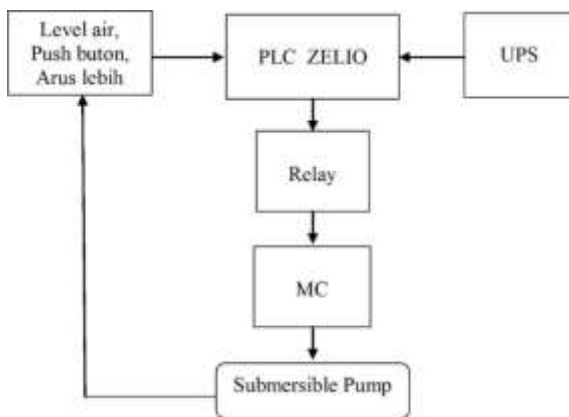 Level air,
Push buton,
Arus lebih
PLC ZELIO
UPS
Relay
MC
Submersible Pump